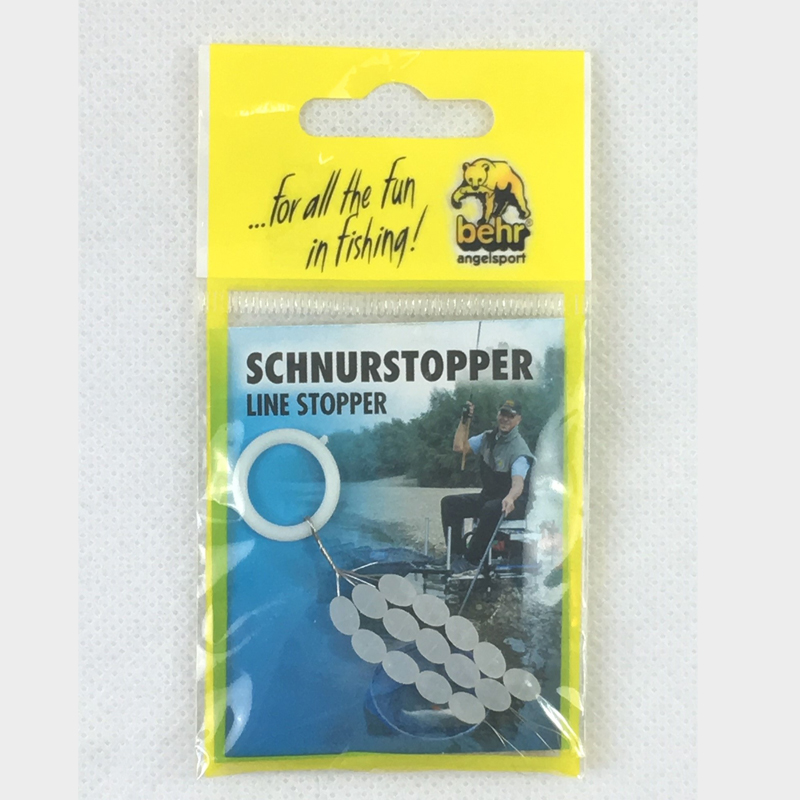 ...for all the fun
in fishing!
behr®
angelsport
SCHNURSTOPPER
LINE STOPPER